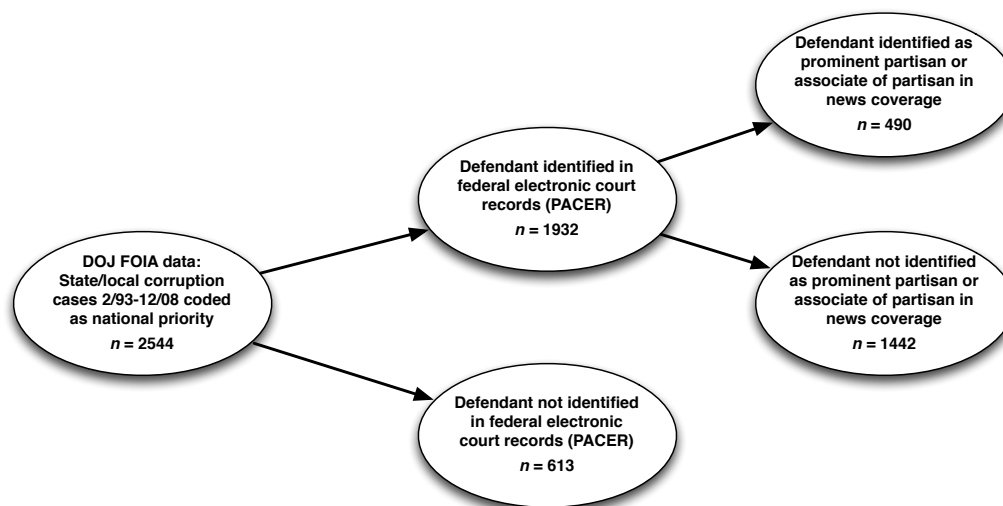 DOJ FOIA data:
State/local corruption
cases 2/93-12/08 coded
as national priority
n = 2544
Defendant identified in
federal electronic court
records (PACER)
n = 1932
Defendant not identified
in federal electronic
court records (PACER)
n = 613
Defendant identified as
prominent partisan or
associate of partisan in
news coverage
n = 490
Defendant not identified
as prominent partisan or
associate of partisan in
news coverage
n = 1442